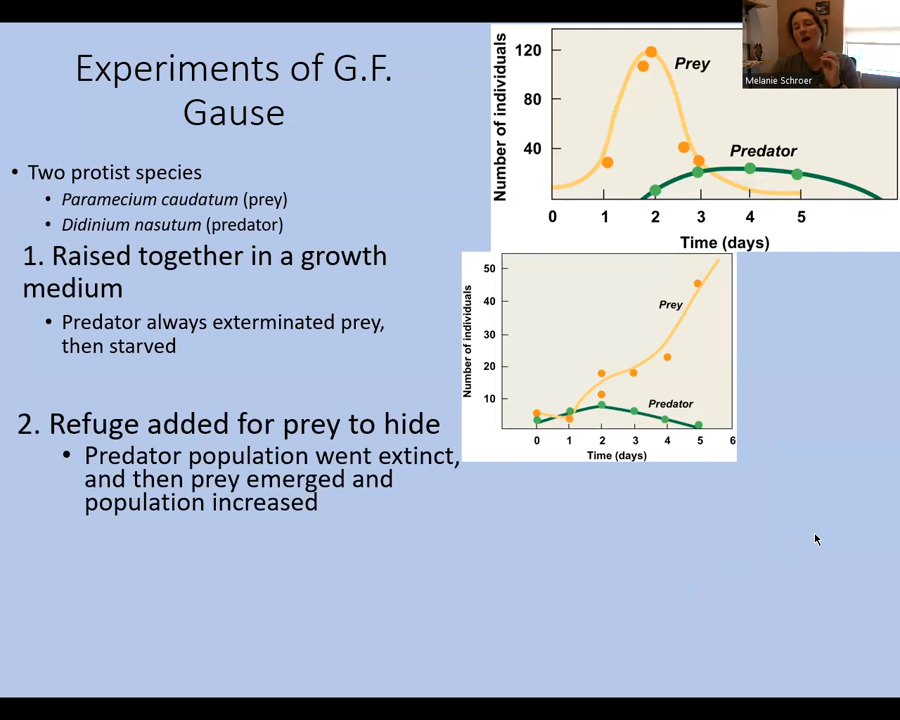 Experiments of G.F.
Gause
• Two protist species
• Paramecium caudatum (prey)
• Didinium nasutum (predator)
1. Raised together in a growth
medium
• Predator always exterminated prey,
then starved
2. Refuge added for prey to hide
• Predator population went extinct,
and then prey emerged and
population increased
Number of individuals
120
80
40
Prey
Predator
0 1 2 3 4 5
Time (days)
Melanie Schroer
Number of individuals
50
40
30
20
10
Prey
Predator
0 1 2 3 4 5 6
Time (days)